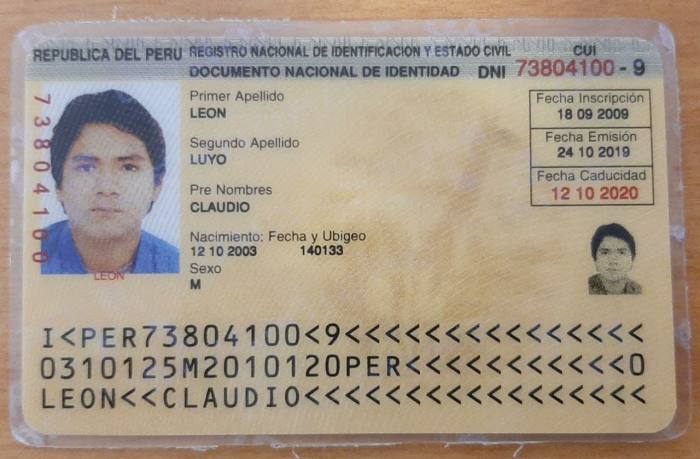 REPUBLICA DEL PERU REGISTRO NACIONAL DE IDENTIFICACION Y ESTADO CIVIL CUI
DOCUMENTO NACIONAL DE IDENTIDAD DNI 73804100 - 9
73804100
LEON
Primer Apellido
LEON
Segundo Apellido
LUYO
Pre Nombres
CLAUDIO
Nacimiento: Fecha y Ubigeo
12 10 2003 140133
Sexo
M
Fecha Inscripción
18 09 2009
Fecha Emisión
24 10 2019
Fecha Caducidad
12 10 2020
I<PER73804100<9<<<<<<<<<<<<<<<
0310125M2010120PER<<<<<<<<<<<0
LEON<<CLAUDIO<<<<<<<<<<<<<<<<<